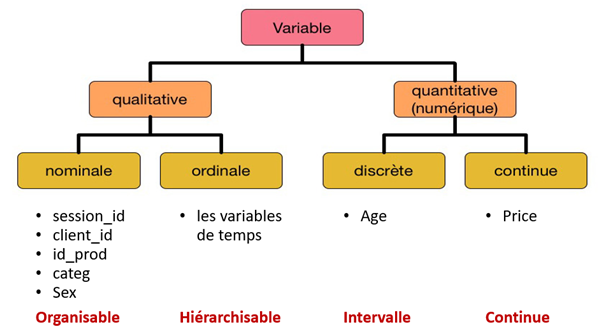 Variable
qualitative
quantitative
(numérique)
nominale
ordinale
discrète
continue
• session_id
• client_id
• id_prod
• categ
• Sex
• les variables
de temps
• Age
• Price
Organisable
Hiérarchisable
Intervalle
Continue